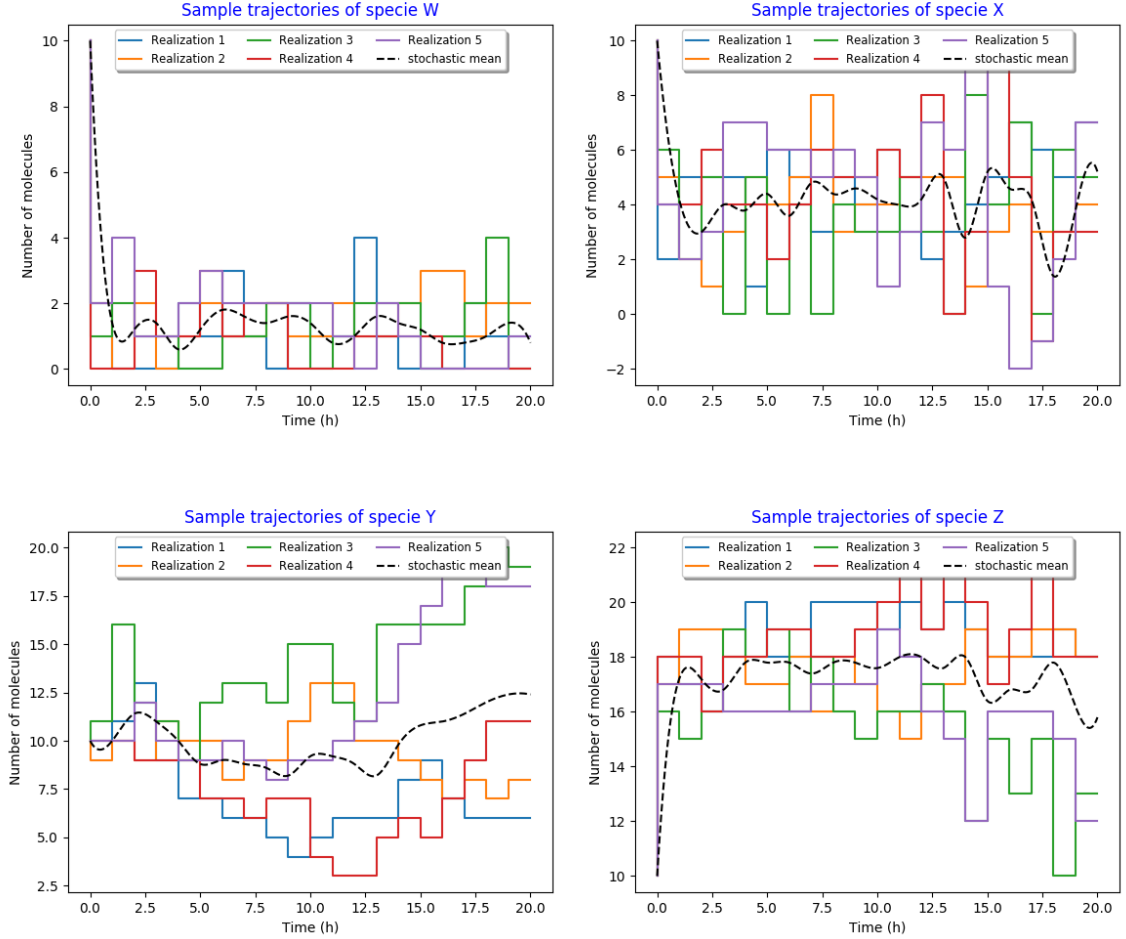 Sample trajectories of specie W
Realization 1 Realization 3 Realization 5
Realization 2 Realization 4 stochastic mean
Number of molecules
10
8
6
4
2
0
0.0 2.5 5.0 7.5 10.0 12.5 15.0 17.5 20.0
Time (h)
Sample trajectories of specie X
Realization 1 Realization 3 Realization 5
Realization 2 Realization 4 stochastic mean
Number of molecules
10
8
6
4
2
0
−2
0.0 2.5 5.0 7.5 10.0 12.5 15.0 17.5 20.0
Time (h)
Sample trajectories of specie Y
Realization 1 Realization 3 Realization 5
Realization 2 Realization 4 stochastic mean
Number of molecules
20.0
17.5
15.0
12.5
10.0
7.5
5.0
2.5
0.0 2.5 5.0 7.5 10.0 12.5 15.0 17.5 20.0
Time (h)
Sample trajectories of specie Z
Realization 1 Realization 3 Realization 5
Realization 2 Realization 4 stochastic mean
Number of molecules
22
20
18
16
14
12
10
0.0 2.5 5.0 7.5 10.0 12.5 15.0 17.5 20.0
Time (h)